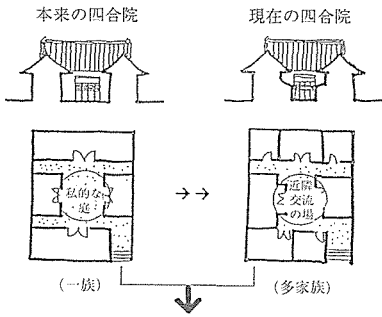 本来の四合院
現在の四合院
私的な
庭
近隣
交流
の場
(一族)
(多家族)